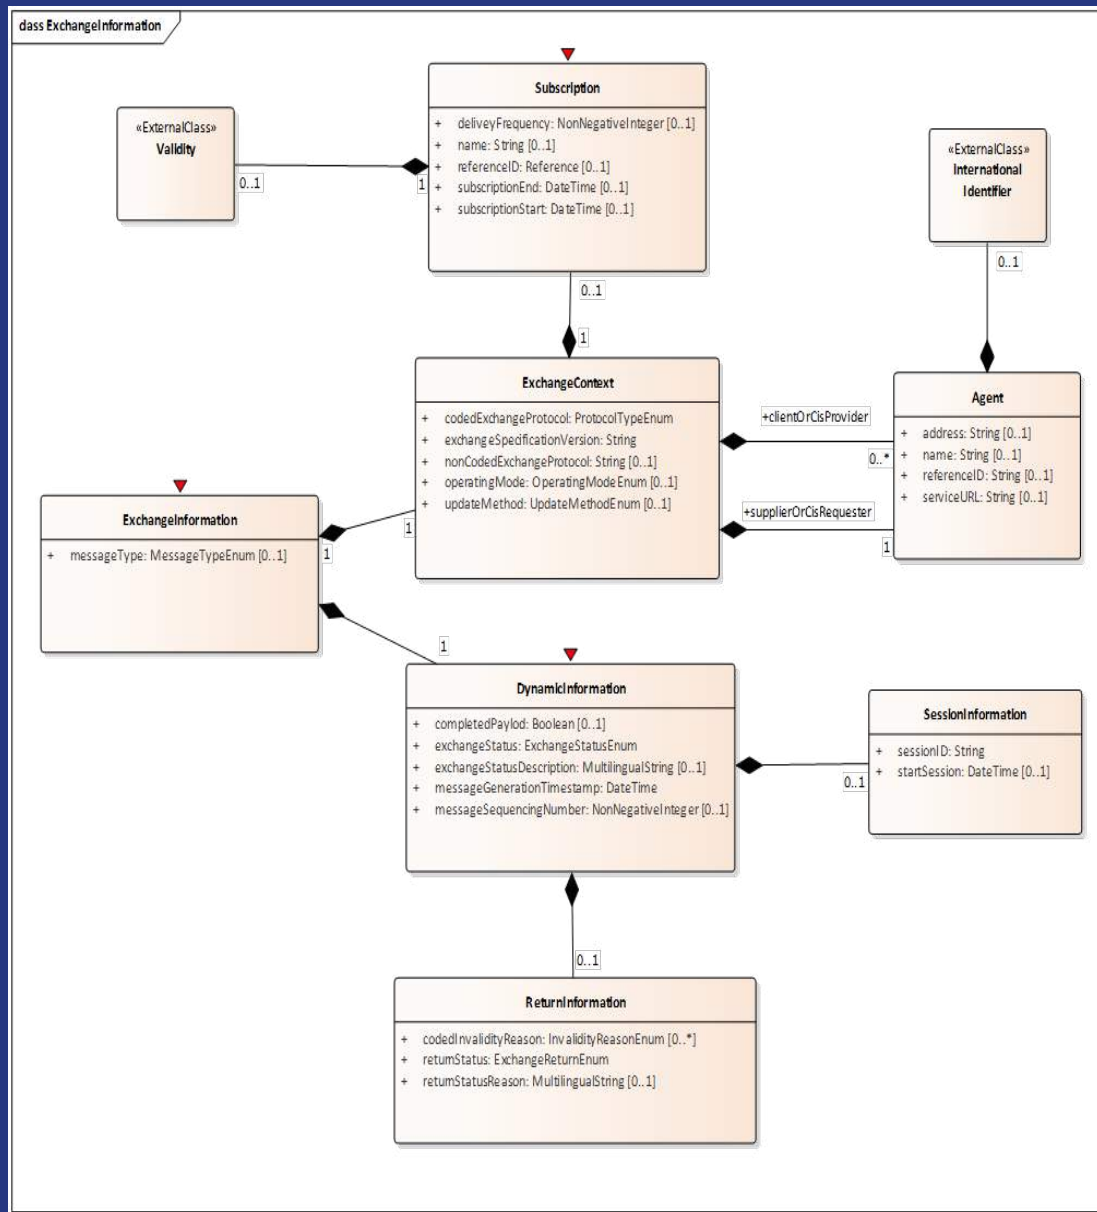 class ExchangeInformation
Subscription
+ deliveyFrequency: NonNegativeInteger [0..1]
+ name: String [0..1]
+ referenceID: Reference [0..1]
+ subscriptionEnd: DateTime [0..1]
+ subscriptionStart: DateTime [0..1]
«ExternalClass»
Validity
0..1
1
«ExternalClass»
International
Identifier
0..1
0..1
1
ExchangeContext
+ codedExchangeProtocol: ProtocolTypeEnum
+ exchangeSpecificationVersion: String
+ nonCodedExchangeProtocol: String [0..1]
+ operatingMode: OperatingModeEnum [0..1]
+ updateMethod: UpdateMethodEnum [0..1]
+clientOrCisProvider
0..*
+supplierOrCisRequester
1
Agent
+ address: String [0..1]
+ name: String [0..1]
+ referenceID: String [0..1]
+ serviceURL: String [0..1]
ExchangeInformation
+ messageType: MessageTypeEnum [0..1]
1
1
1
DynamicInformation
+ completedPaylod: Boolean [0..1]
+ exchangeStatus: ExchangeStatusEnum
+ exchangeStatusDescription: MultilingualString [0..1]
+ messageGenerationTimestamp: DateTime
+ messageSequencingNumber: NonNegativeInteger [0..1]
0..1
SessionInformation
+ sessionID: String
+ startSession: DateTime [0..1]
0..1
ReturnInformation
+ codedInvalidityReason: InvalidityReasonEnum [0..*]
+ returnStatus: ExchangeReturnEnum
+ returnStatusReason: MultilingualString [0..1]